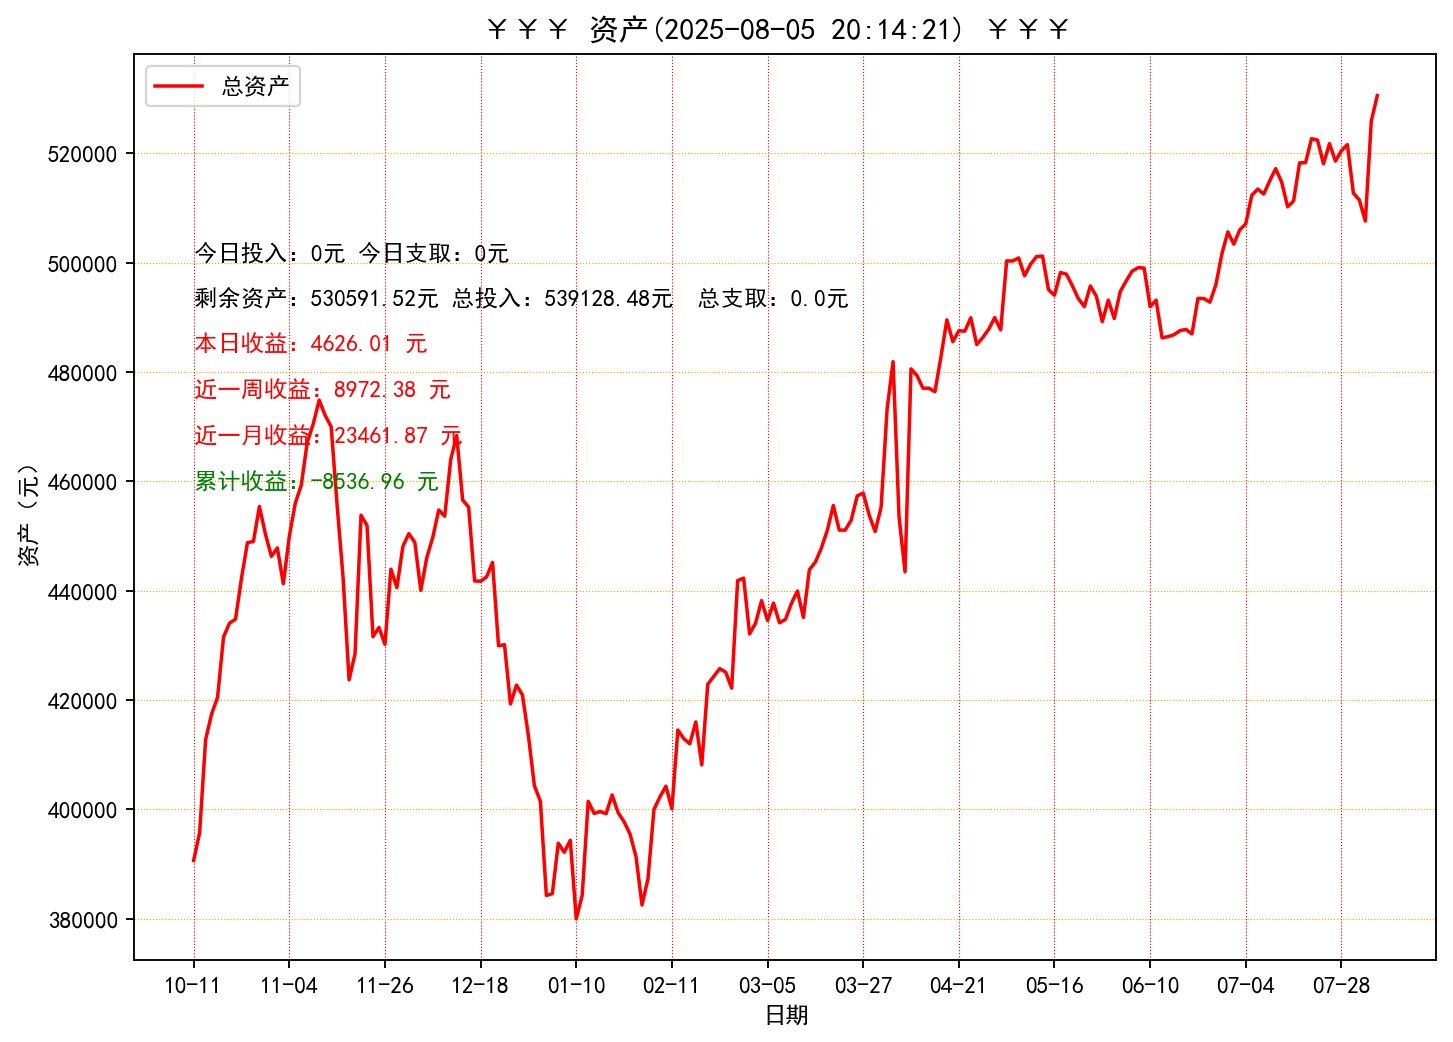 ￥￥￥ 资产(2025-08-05 20:14:21) ￥￥￥
总资产
520000
500000
480000
460000
440000
420000
400000
380000
资产（元）
今日投入：0元 今日支取：0元
剩余资产：530591.52元 总投入：539128.48元  总支取：0.0元
本日收益：4626.01 元
近一周收益：8972.38 元
近一月收益：23461.87 元
累计收益：-8536.96 元
10-11 11-04 11-26 12-18 01-10 02-11 03-05 03-27 04-21 05-16 06-10 07-04 07-28
日期